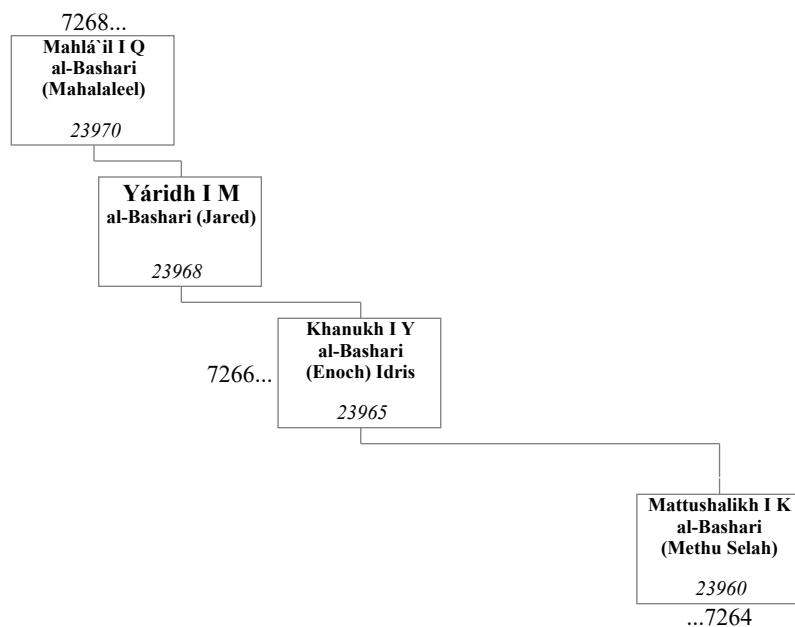 7268...
Mahlá`il I Q
al-Bashari
(Mahalaleel)
23970
Yáridh I M
al-Bashari (Jared)
23968
Khanukh I Y
al-Bashari
(Enoch) Idris
7266...
23965
Mattushalikh I K
al-Bashari
(Methu Selah)
23960
...7264